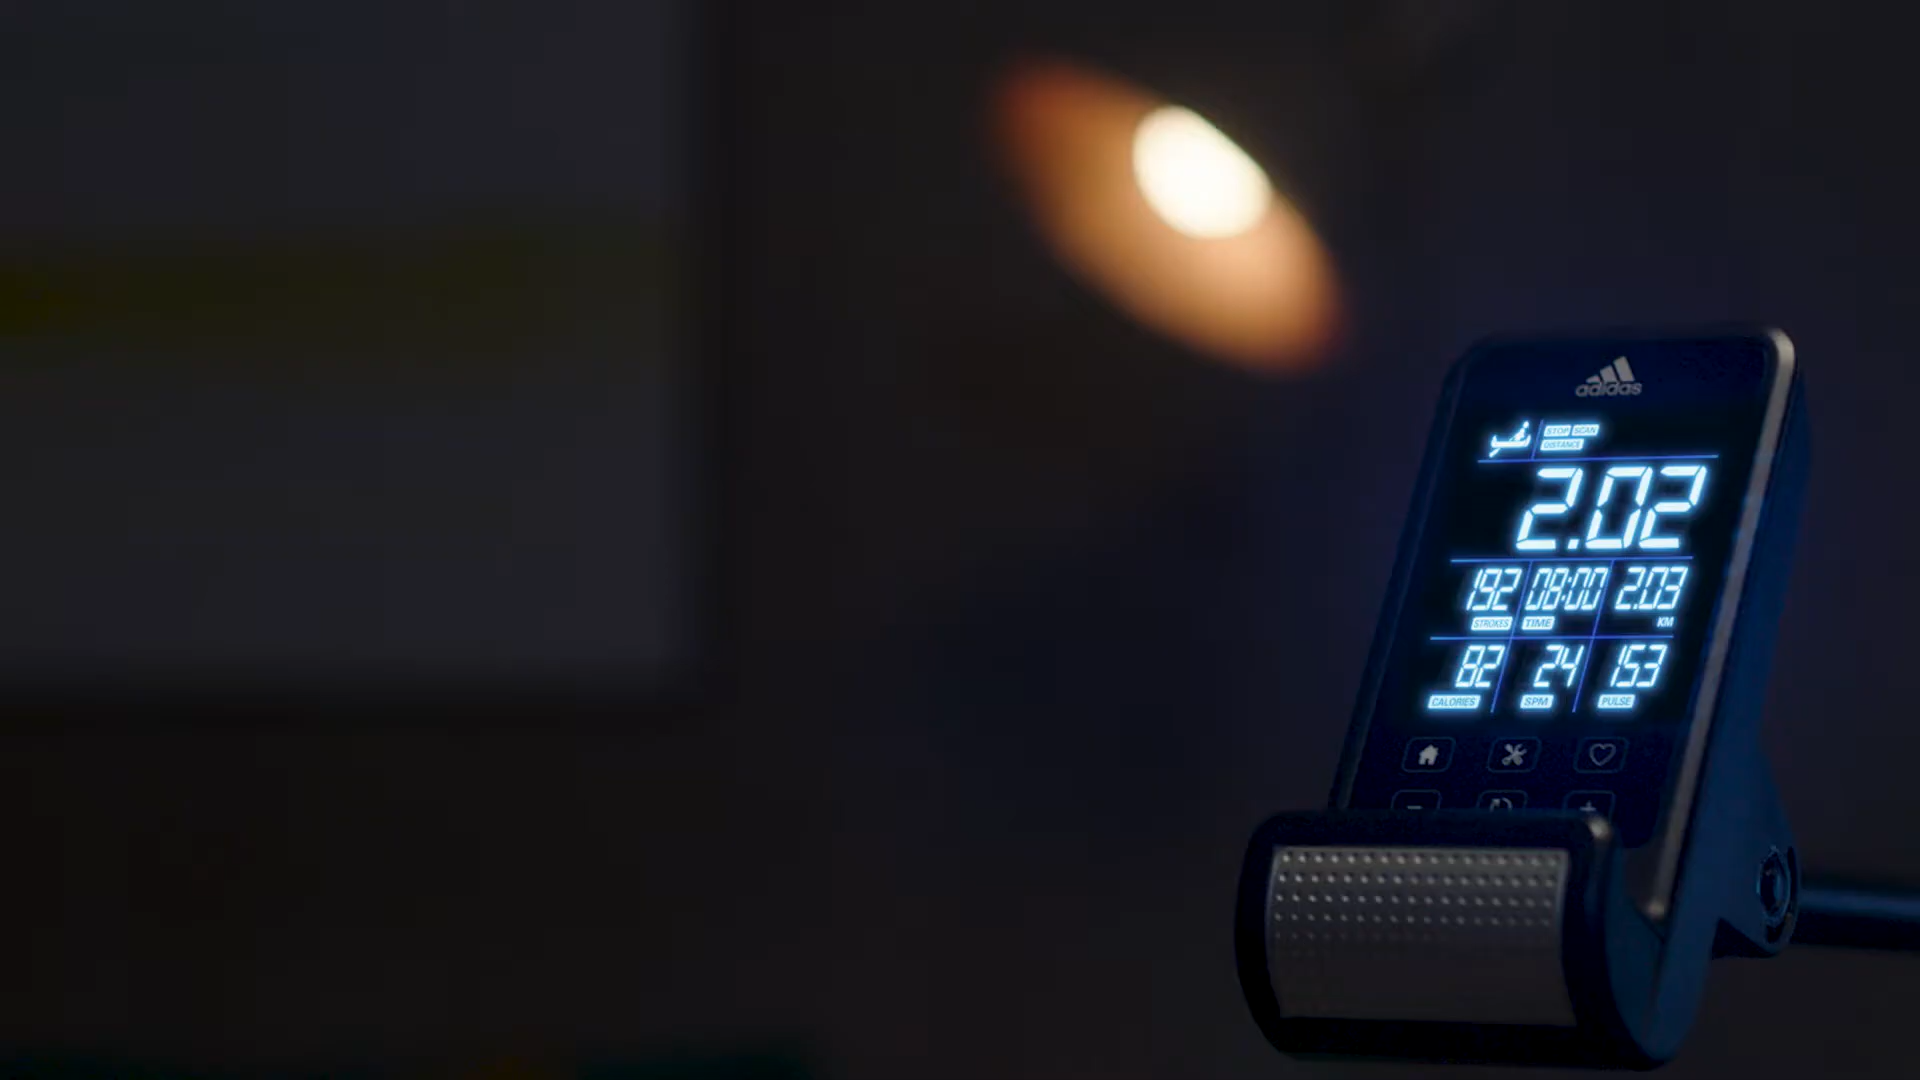 adidas
STOP SCAN
DISTANCE
2.02
192 08:00 2.03
STROKES TIME KM
82 24 153
CALORIES SPM PULSE